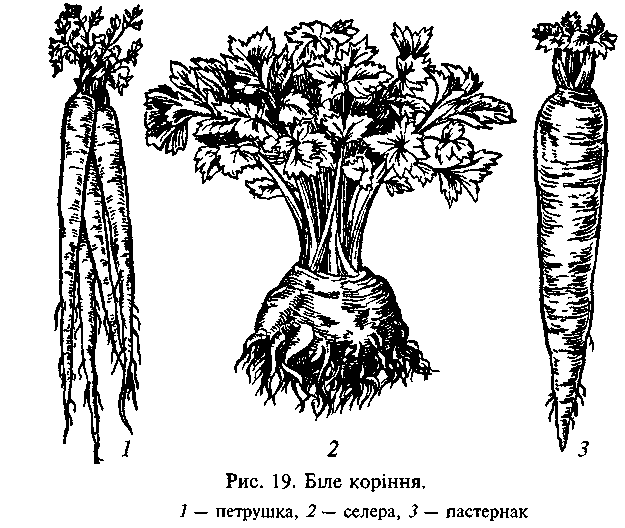 1 2 3
Рис. 19. Біле коріння.
1 — петрушка, 2 — селера, 3 — пастернак